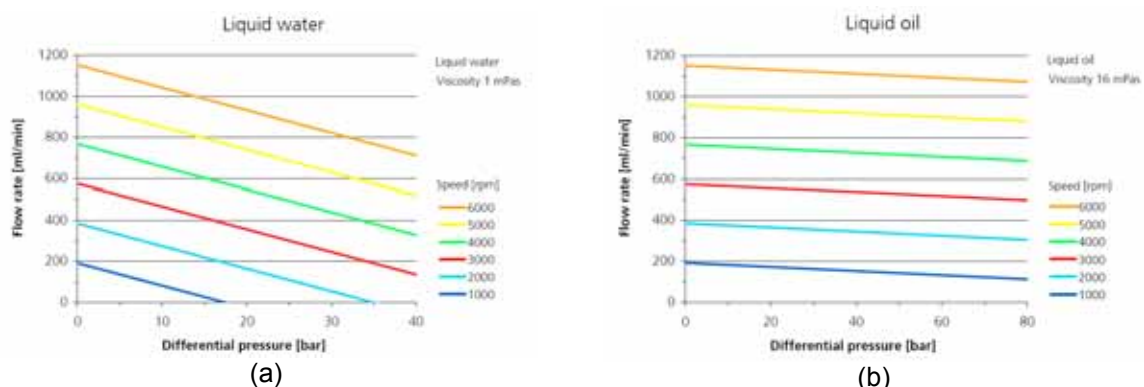 Liquid water
Liquid water
Viscosity 1 mPas
Flow rate [ml/min]
1200
1000
800
600
400
200
0
0
10
20
30
40
Differential pressure [bar]
Speed [rpm]
6000
5000
4000
3000
2000
1000
(a)
Liquid oil
Liquid oil
Viscosity 16 mPas
Flow rate [ml/min]
1200
1000
800
600
400
200
0
0
20
40
60
80
Differential pressure [bar]
Speed [rpm]
6000
5000
4000
3000
2000
1000
(b)